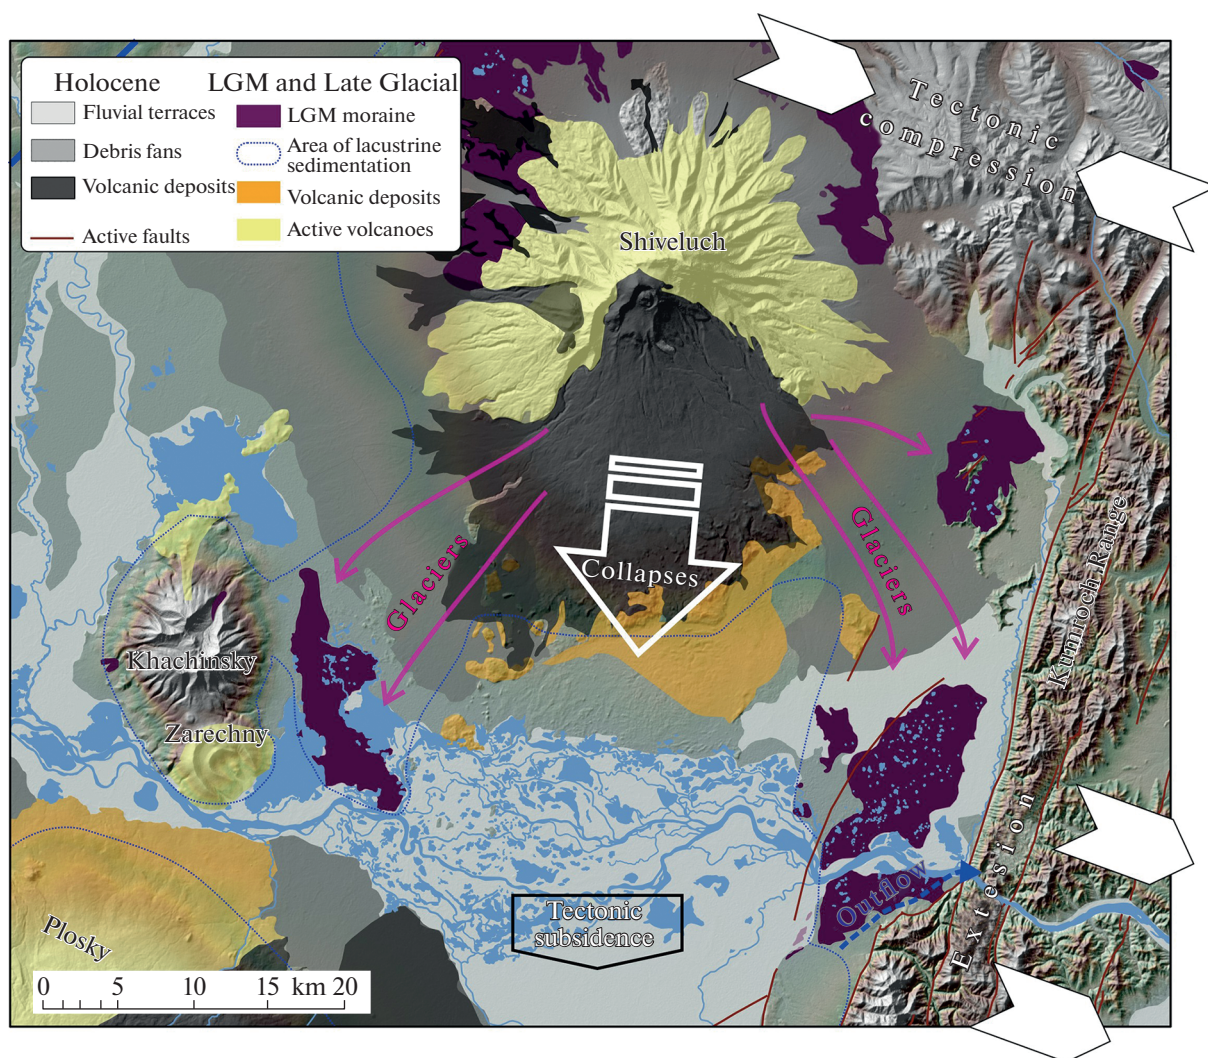 Holocene
Fluvial terraces
Debris fans
Volcanic deposits
Active faults
LGM and Late Glacial
LGM moraine
Area of lacustrine
sedimentation
Volcanic deposits
Active volcanoes
Tectonic
compression
Shiveluch
Collapses
Glaciers
Glaciers
Kumroch Range
Khachinsky
Zarechny
Plosky
Tectonic
subsidence
Outflow
Extension
0 5 10 15 km 20